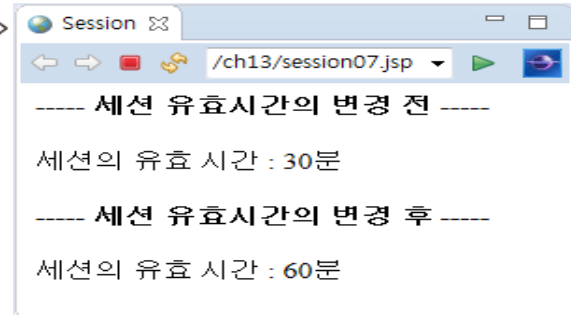 Session
/ch13/session07.jsp
----- 세션 유효시간의 변경 전 -----
세션의 유효 시간 : 30분
----- 세션 유효시간의 변경 후 -----
세션의 유효 시간 : 60분